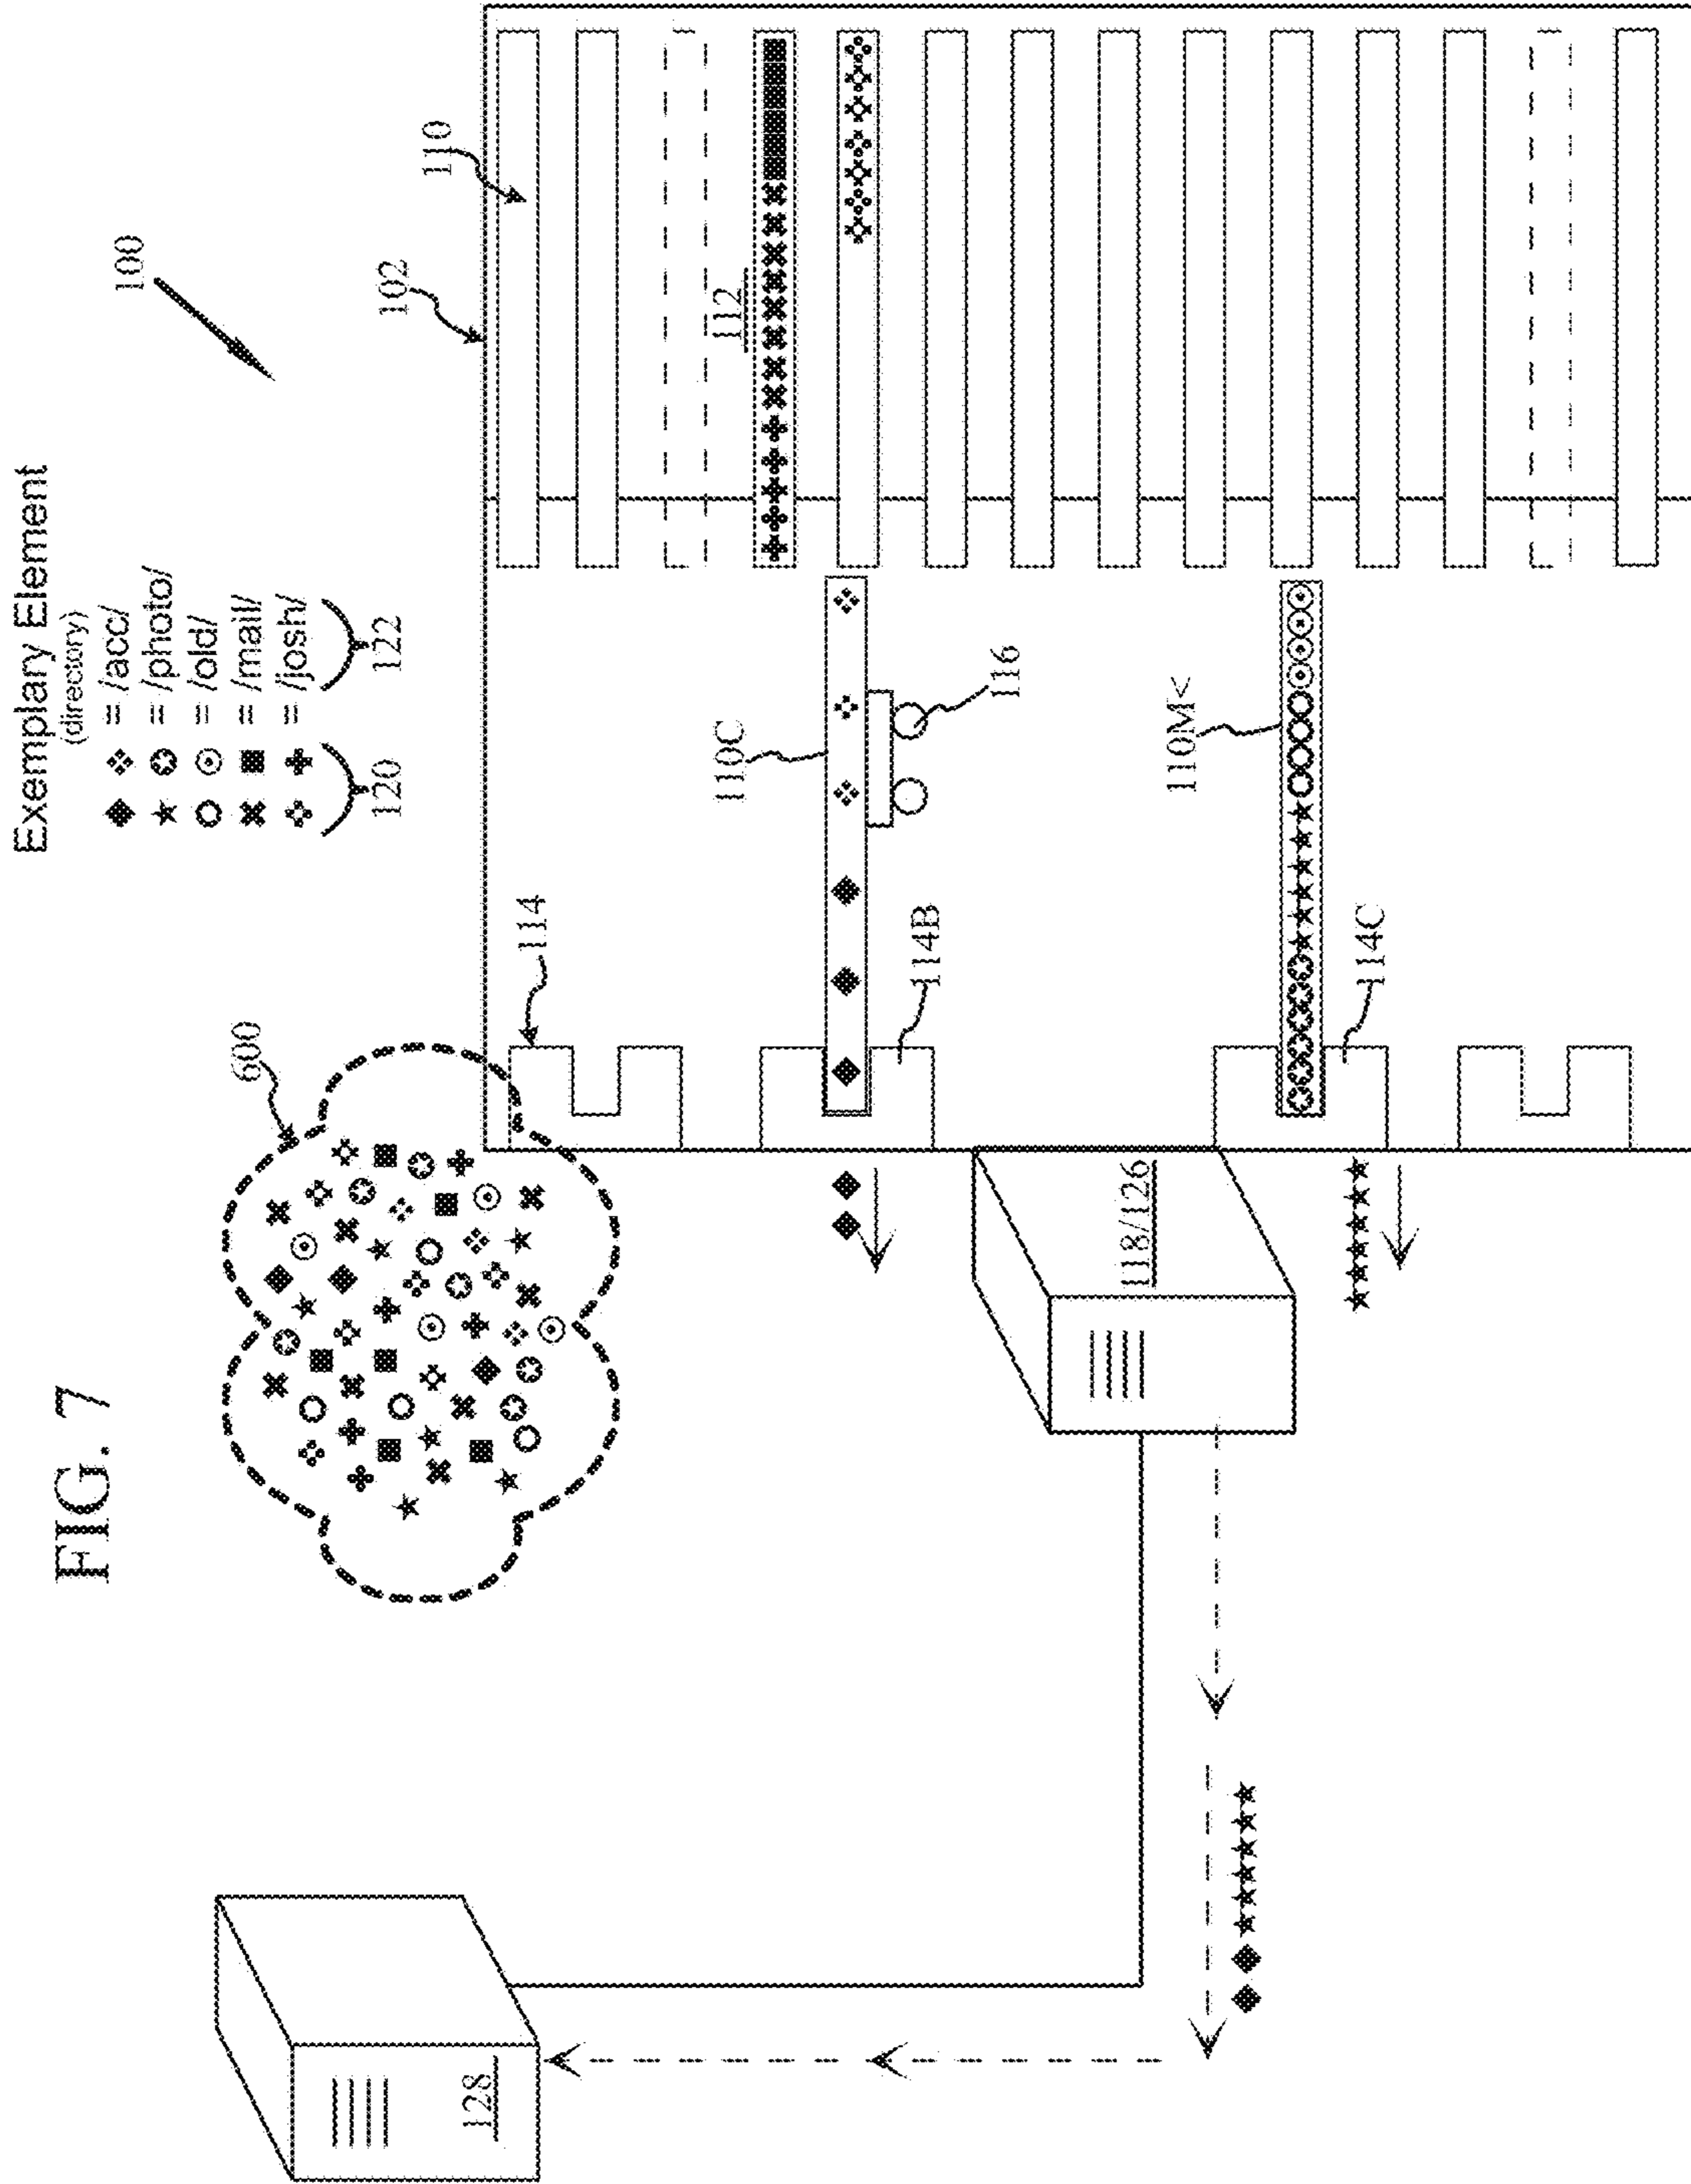 FIG. 7
Exemplary Element
(directory)
= /acc/
= /photo/
= /old/
= /mail/
= /josh/
120
122
100
600
114
102
110
112
110C
116
114B
128
118/126
110M<
114C